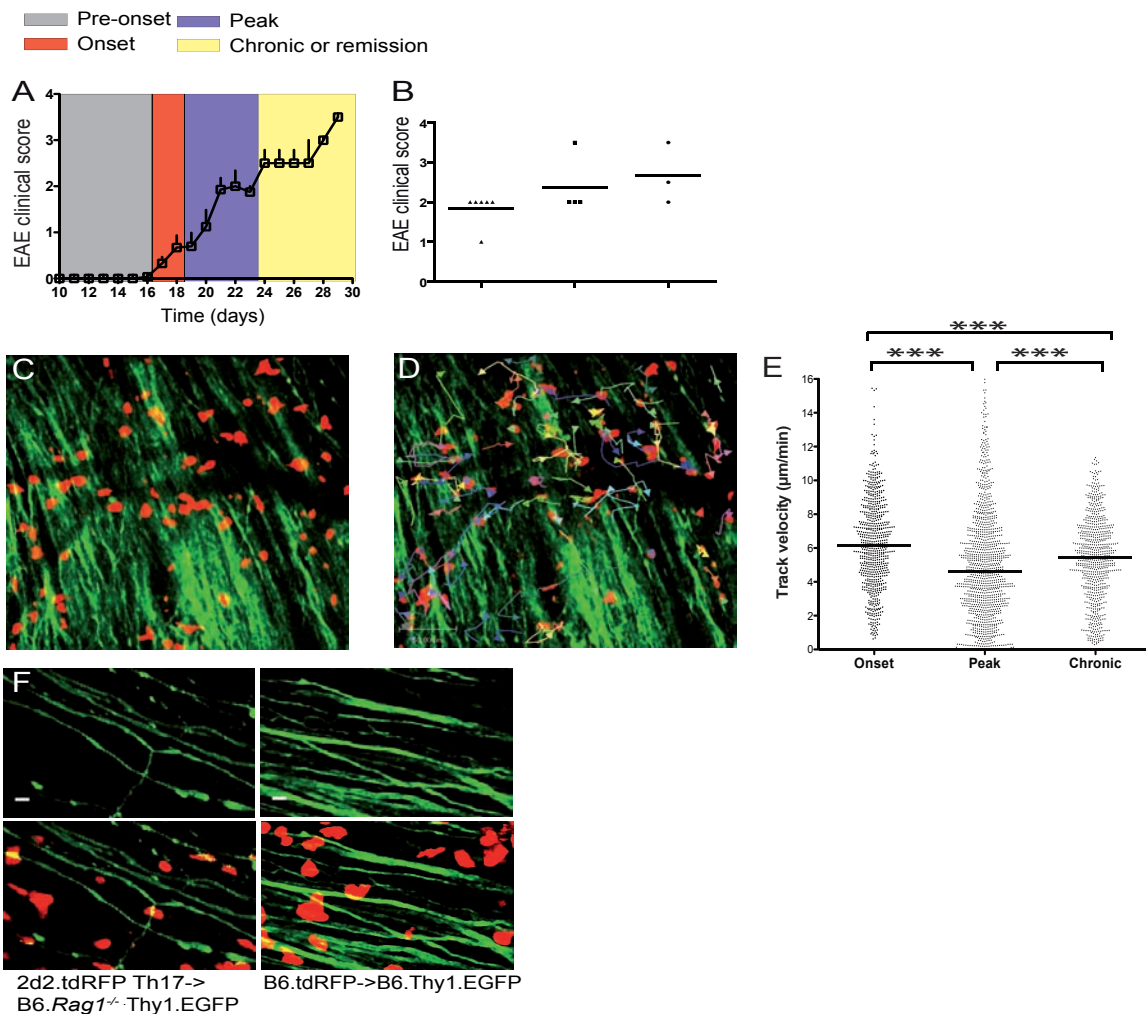 Pre-onset
Peak
Onset
Chronic or remission
A
EAE clinical score
4
3
2
1
0
10 12 14 16 18 20 22 24 26 28 30
Time (days)
B
EAE clinical score
4
3
2
1
0
C
D
E
***
*** ***
Track velocity (µm/min)
16
14
12
10
8
6
4
2
0
Onset Peak Chronic
F
2d2.tdRFP Th17->
B6.Rag1-/-.Thy1.EGFP
B6.tdRFP->B6.Thy1.EGFP